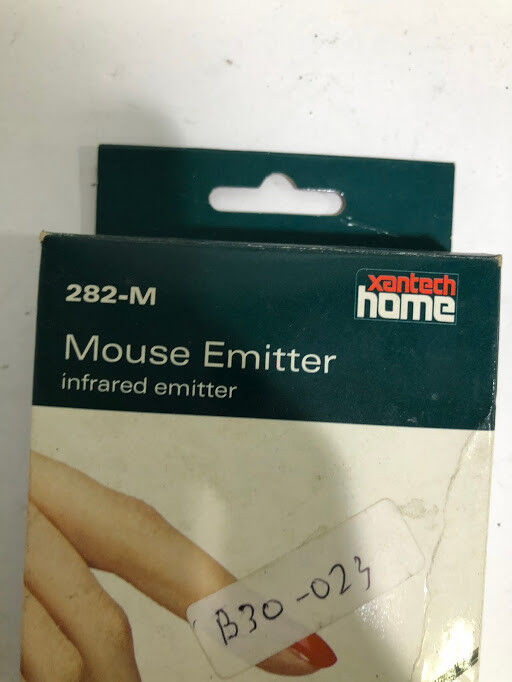 282-M
xantech
home
Mouse Emitter
infrared emitter
B30-023